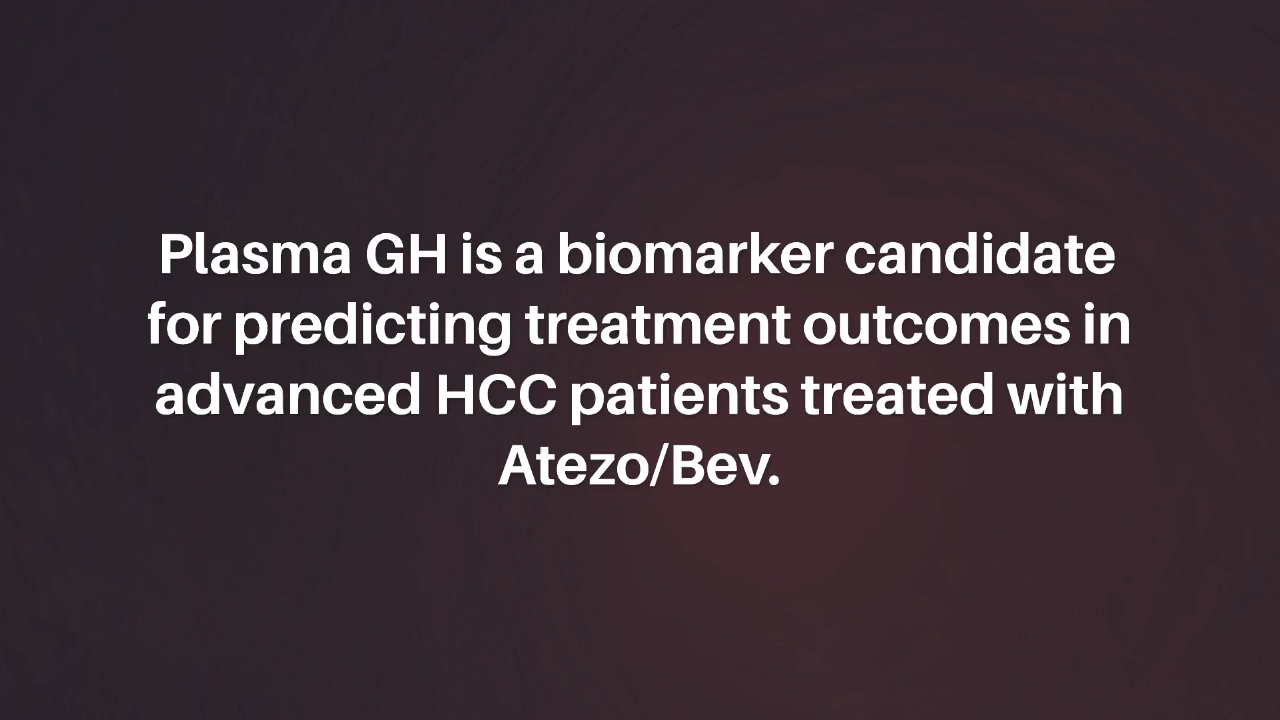 Plasma GH is a biomarker candidate
for predicting treatment outcomes in
advanced HCC patients treated with
Atezo/Bev.